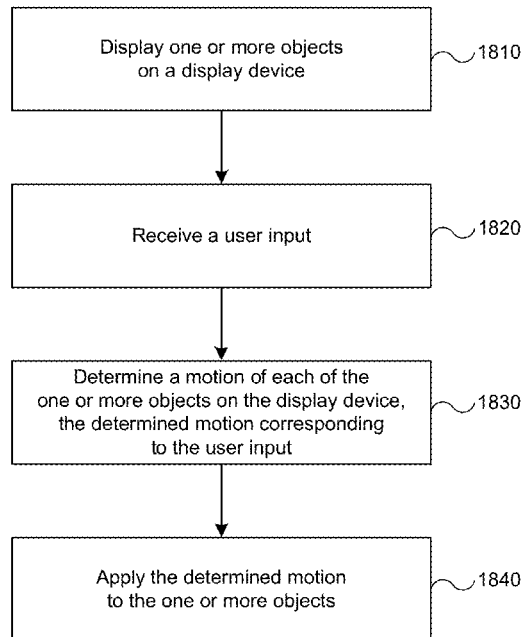 Display one or more objects
on a display device
1810
Receive a user input
1820
Determine a motion of each of the
one or more objects on the display device,
the determined motion corresponding
to the user input
1830
Apply the determined motion
to the one or more objects
1840